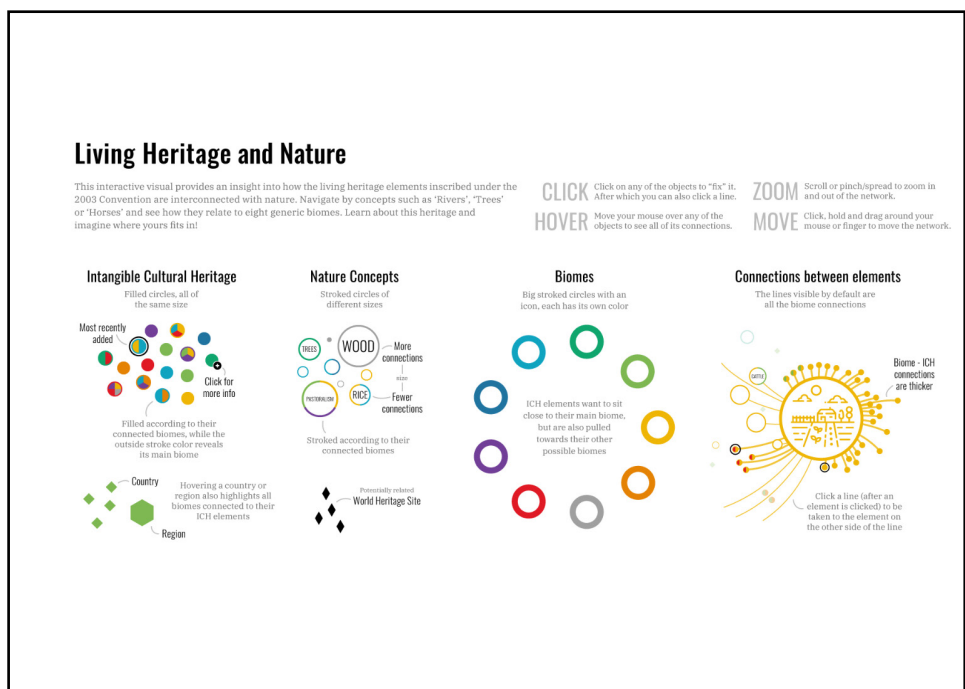 Living Heritage and Nature
This interactive visual provides an insight into how the living heritage elements inscribed under the
2003 Convention are interconnected with nature. Navigate by concepts such as ‘Rivers’, ‘Trees’
or ‘Horses’ and see how they relate to eight generic biomes. Learn about this heritage and
imagine where yours fits in!
CLICK
Click on any of the objects to “fix” it.
After which you can also click a line.
ZOOM
Scroll or pinch/spread to zoom in
and out of the network.
HOVER
Move your mouse over any of the
objects to see all of its connections.
MOVE
Click, hold and drag around your
mouse or finger to move the network.
Intangible Cultural Heritage
Filled circles, all of
the same size
Most recently
added
Click for
more info
Filled according to their
connected biomes, while the
outside stroke color reveals
its main biome
Country
Hovering a country or
region also highlights all
biomes connected to their
ICH elements
Region
Nature Concepts
Stroked circles of
different sizes
TREES
WOOD
More
connections
size
PASTORALISM
RICE
Fewer
connections
Stroked according to their
connected biomes
Potentially related
World Heritage Site
Biomes
Big stroked circles with an
icon, each has its own color
ICH elements want to sit
close to their main biome,
but are also pulled
towards their other
possible biomes
Connections between elements
The lines visible by default are
all the biome connections
CATTLE
Biome - ICH
connections
are thicker
Click a line (after an
element is clicked) to be
taken to the element on
the other side of the line